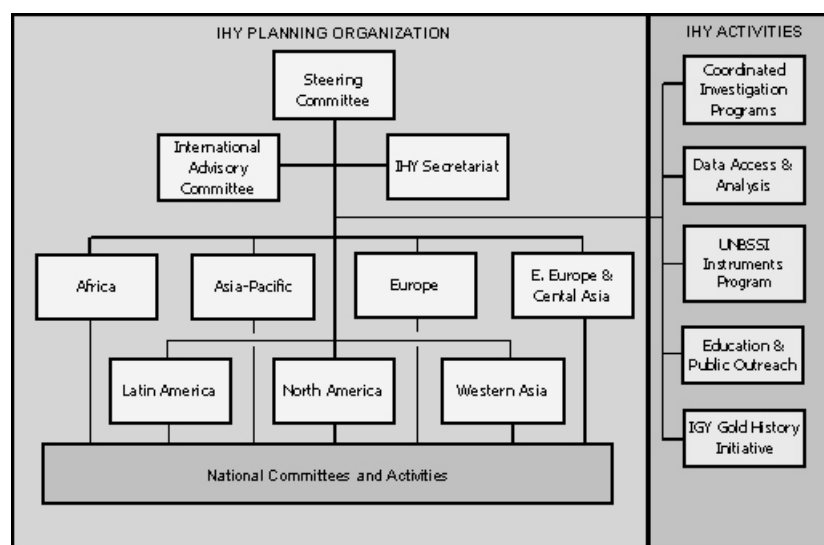 IHY PLANNING ORGANIZATION
Steering
Committee
International
Advisory
Committee
IHY Secretariat
Africa
Asia-Pacific
Europe
E. Europe &
Cental Asia
Latin America
North America
Western Asia
National Committees and Activities
IHY ACTIVITIES
Coordinated
Investigation
Programs
Data Access &
Analysis
UNBSSI
Instruments
Program
Education &
Public Outreach
IGY Gold History
Initiative